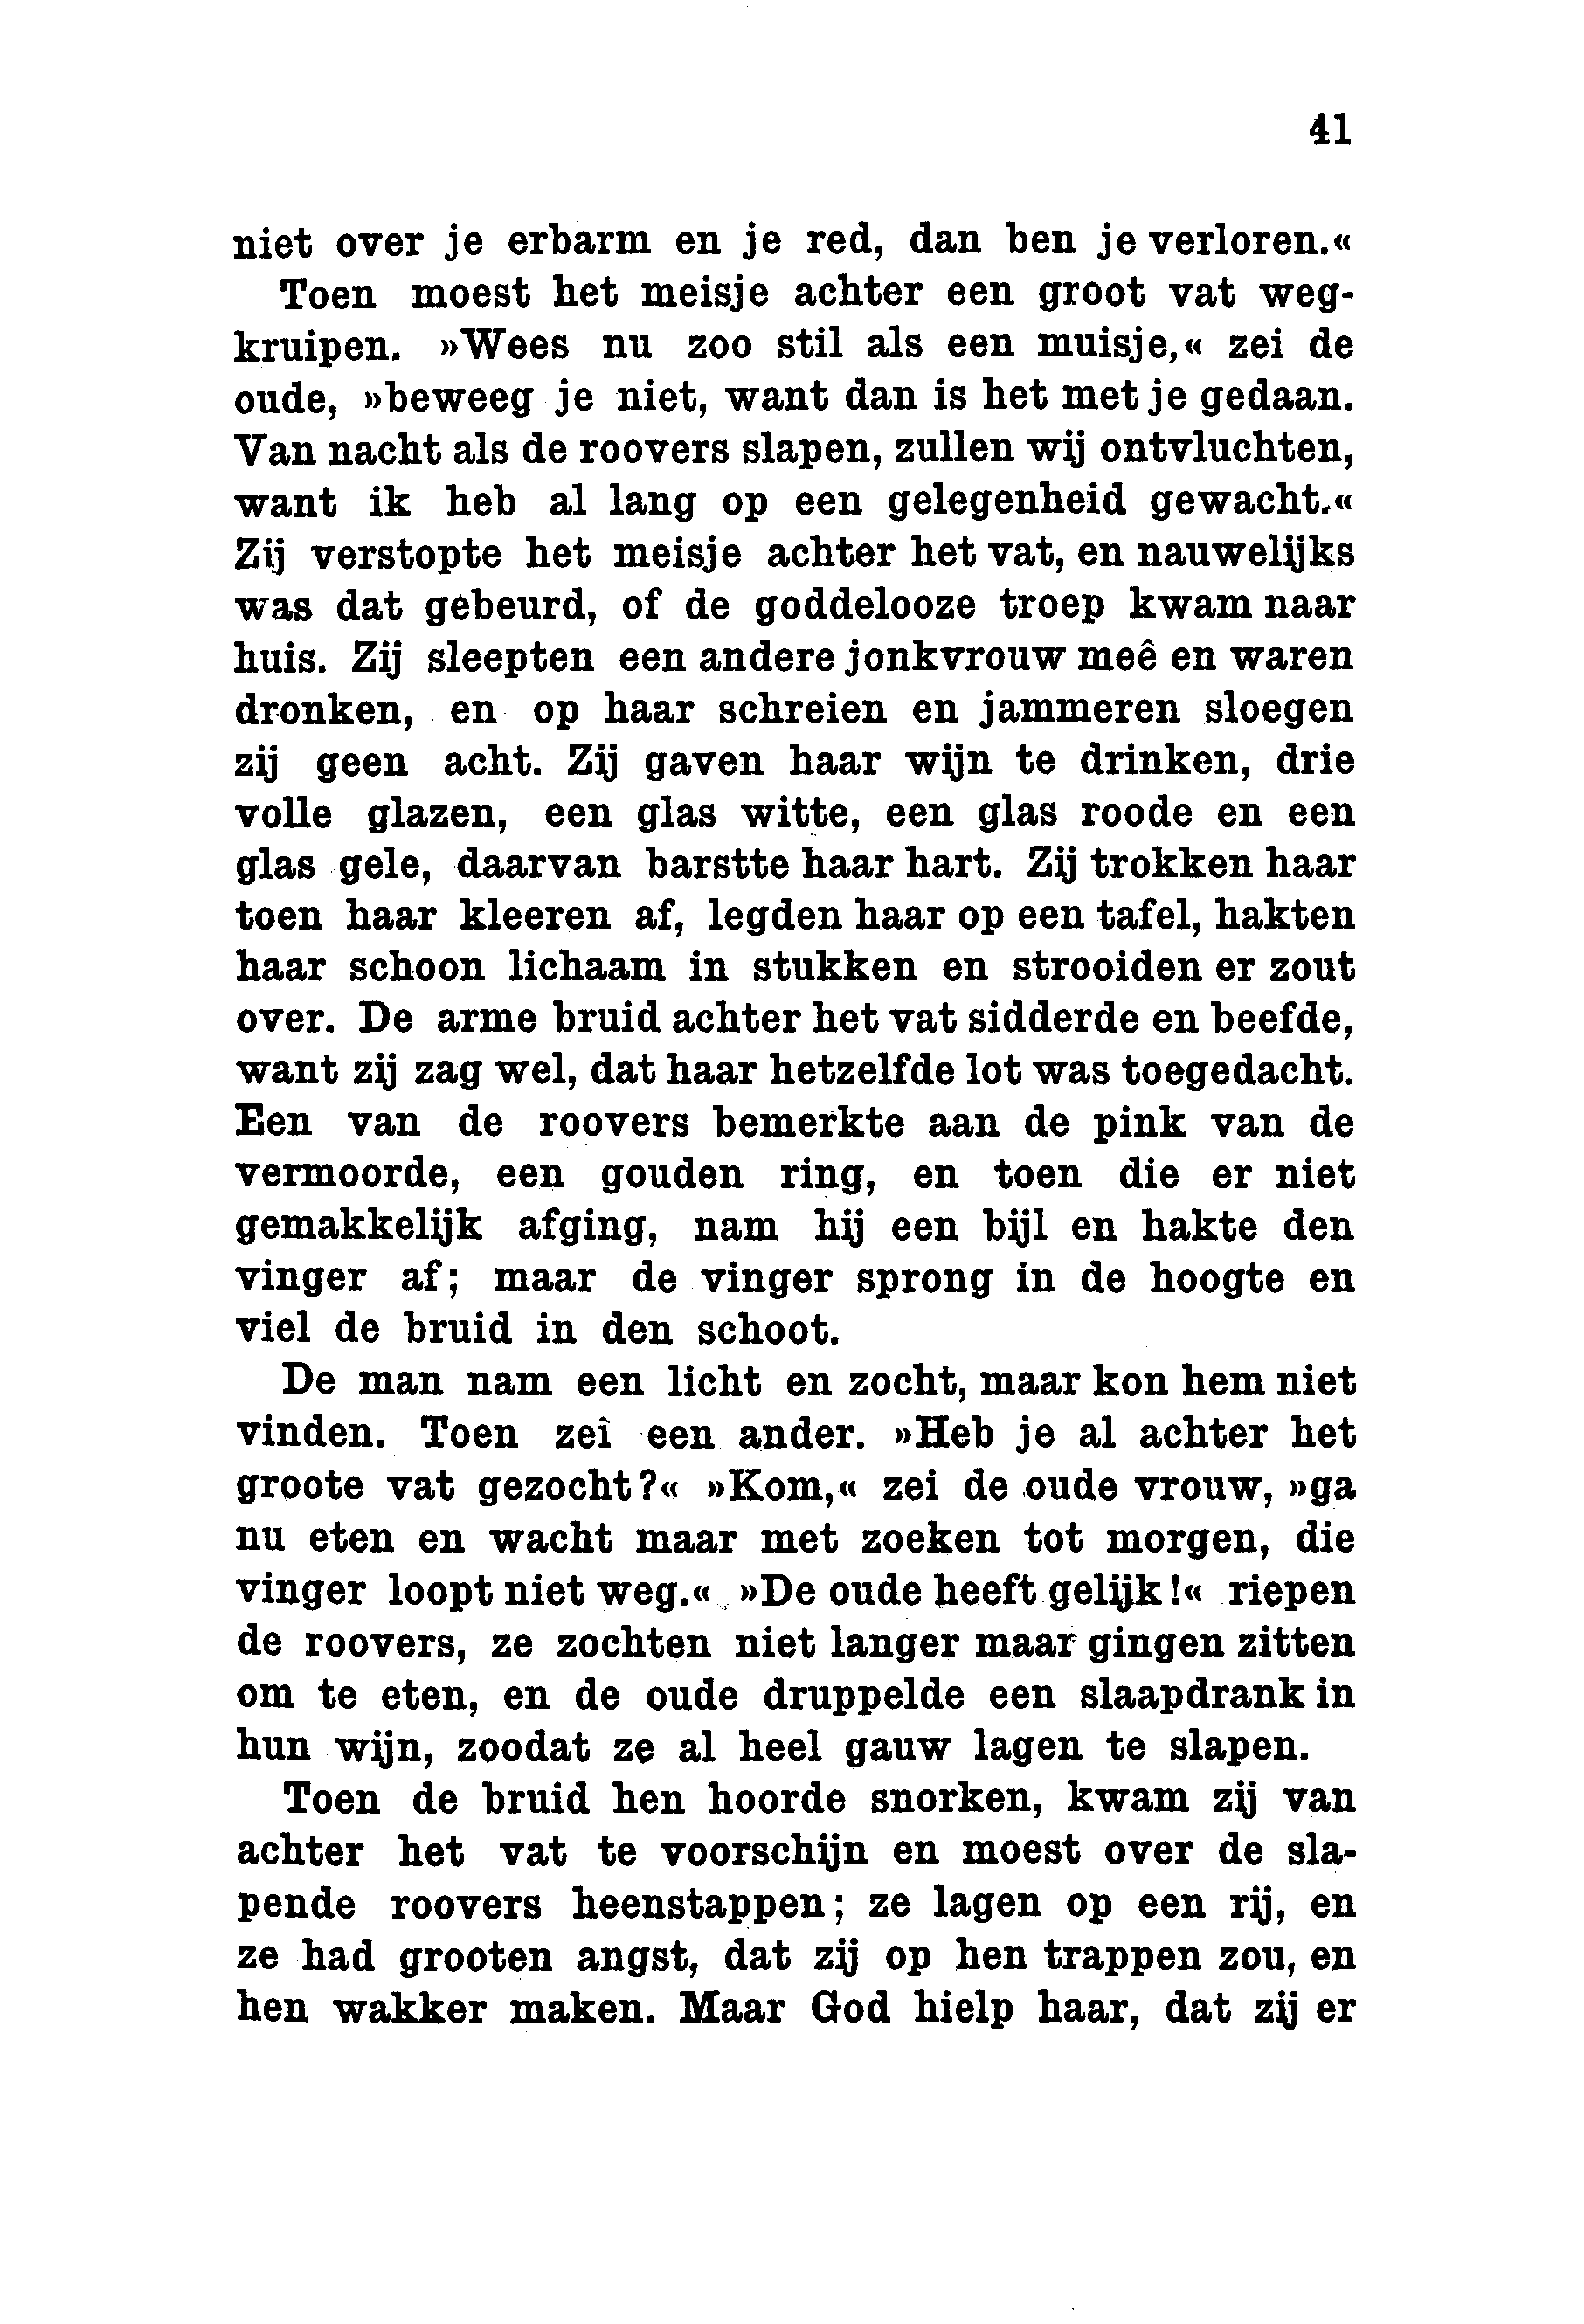 41
niet over je erbarm en je red, dan ben je verloren.«
Toen moest het meisje achter een groot vat weg-
kruipen. »Wees nu zoo stil als een muisje,« zei de
oude, »beweeg je niet, want dan is het met je gedaan.
Van nacht als de roovers slapen, zullen wij ontvluchten,
want ik heb al lang op een gelegenheid gewacht.«
Zij verstopte het meisje achter het vat, en nauwelijks
was dat gebeurd, of de goddelooze troep kwam naar
huis. Zij sleepten een andere jonkvrouw meê en waren
dronken, en op haar schreien en jammeren sloegen
zij geen acht. Zij gaven haar wijn te drinken, drie
volle glazen, een glas witte, een glas roode en een
glas gele, daarvan barstte haar hart. Zij trokken haar
toen haar kleeren af, legden haar op een tafel, hakten
haar schoon lichaam in stukken en strooiden er zout
over. De arme bruid achter het vat sidderde en beefde,
want zij zag wel, dat haar hetzelfde lot was toegedacht.
Een van de roovers bemerkte aan de pink van de
vermoorde, een gouden ring, en toen die er niet
gemakkelijk afging, nam hij een bijl en hakte den
vinger af; maar de vinger sprong in de hoogte en
viel de bruid in den schoot.
De man nam een licht en zocht, maar kon hem niet
vinden. Toen zeî een ander. »Heb je al achter het
groote vat gezocht?« »Kom,« zei de oude vrouw, »ga
nu eten en wacht maar met zoeken tot morgen, die
vinger loopt niet weg.« »De oude heeft gelijk!« riepen
de roovers, ze zochten niet langer maar gingen zitten
om te eten, en de oude druppelde een slaapdrank in
hun wijn, zoodat ze al heel gauw lagen te slapen.
Toen de bruid hen hoorde snorken, kwam zij van
achter het vat te voorschijn en moest over de sla-
pende roovers heenstappen; ze lagen op een rij, en
ze had grooten angst, dat zij op hen trappen zou, en
hen wakker maken. Maar God hielp haar, dat zij er